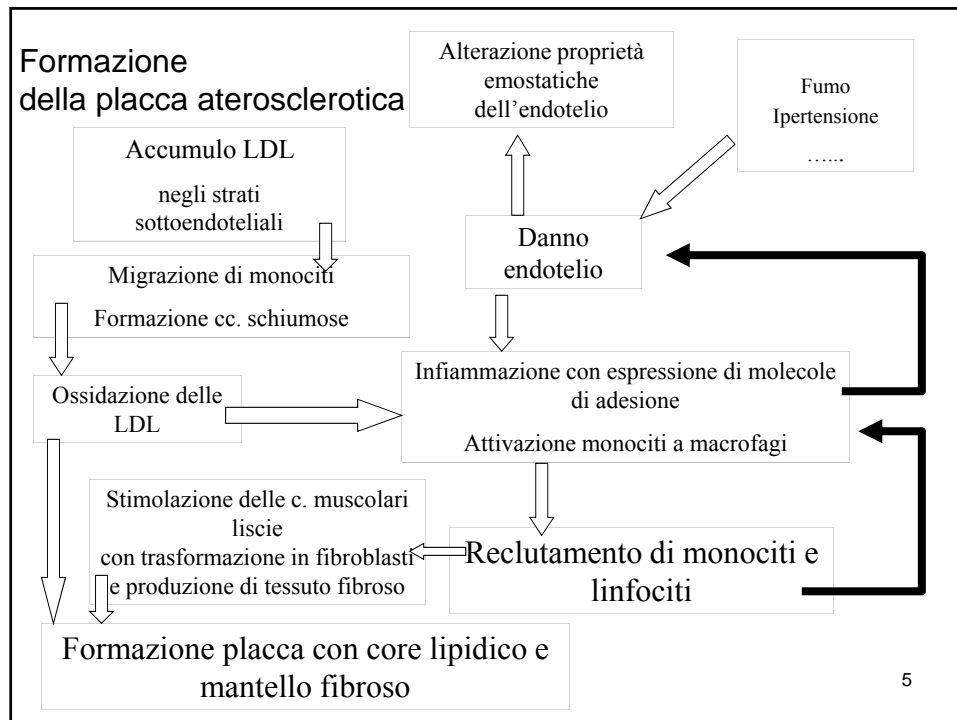 Formazione
della placca aterosclerotica
Alterazione proprietà
emostatiche
dell'endotelio
Fumo
Ipertensione
…...
Accumulo LDL
negli strati
sottoendoteliali
Danno
endotelio
Migrazione di monociti
Formazione cc. schiumose
Ossidazione delle
LDL
Infiammazione con espressione di molecole
di adesione
Attivazione monociti a macrofagi
Stimolazione delle c. muscolari
liscie
con trasformazione in fibroblasti
e produzione di tessuto fibroso
Reclutamento di monociti e
linfociti
Formazione placca con core lipidico e
mantello fibroso
5